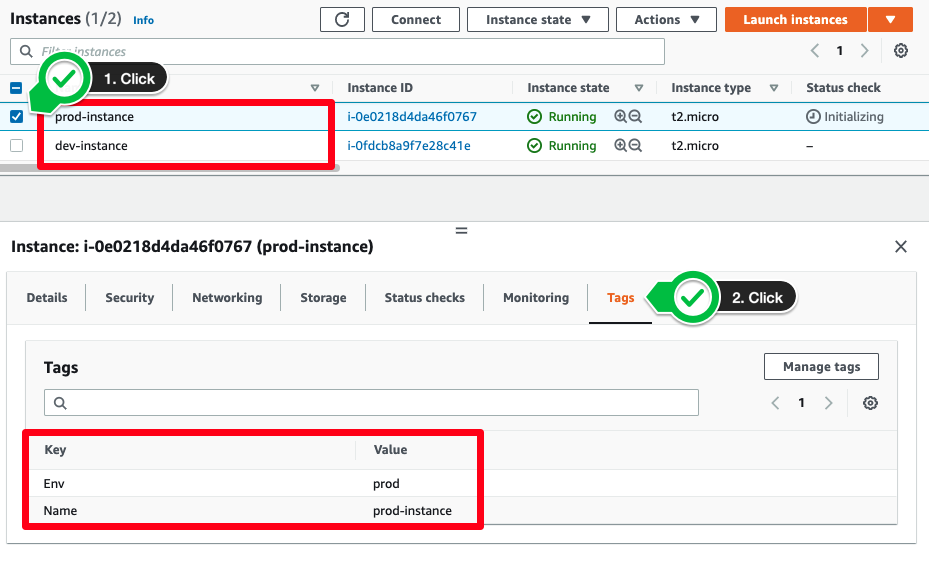 Instances (1/2) Info Connect Instance state Actions Launch instances
Filter instances 1
1. Click
Instance ID Instance state Instance type Status check
prod-instance i-0e0218d4da46f0767 Running t2.micro Initializing
dev-instance i-0fdcb8a9f7e28c41e Running t2.micro –
Instance: i-0e0218d4da46f0767 (prod-instance)
Details Security Networking Storage Status checks Monitoring Tags 2. Click
Tags Manage tags
1
Key Value
Env prod
Name prod-instance